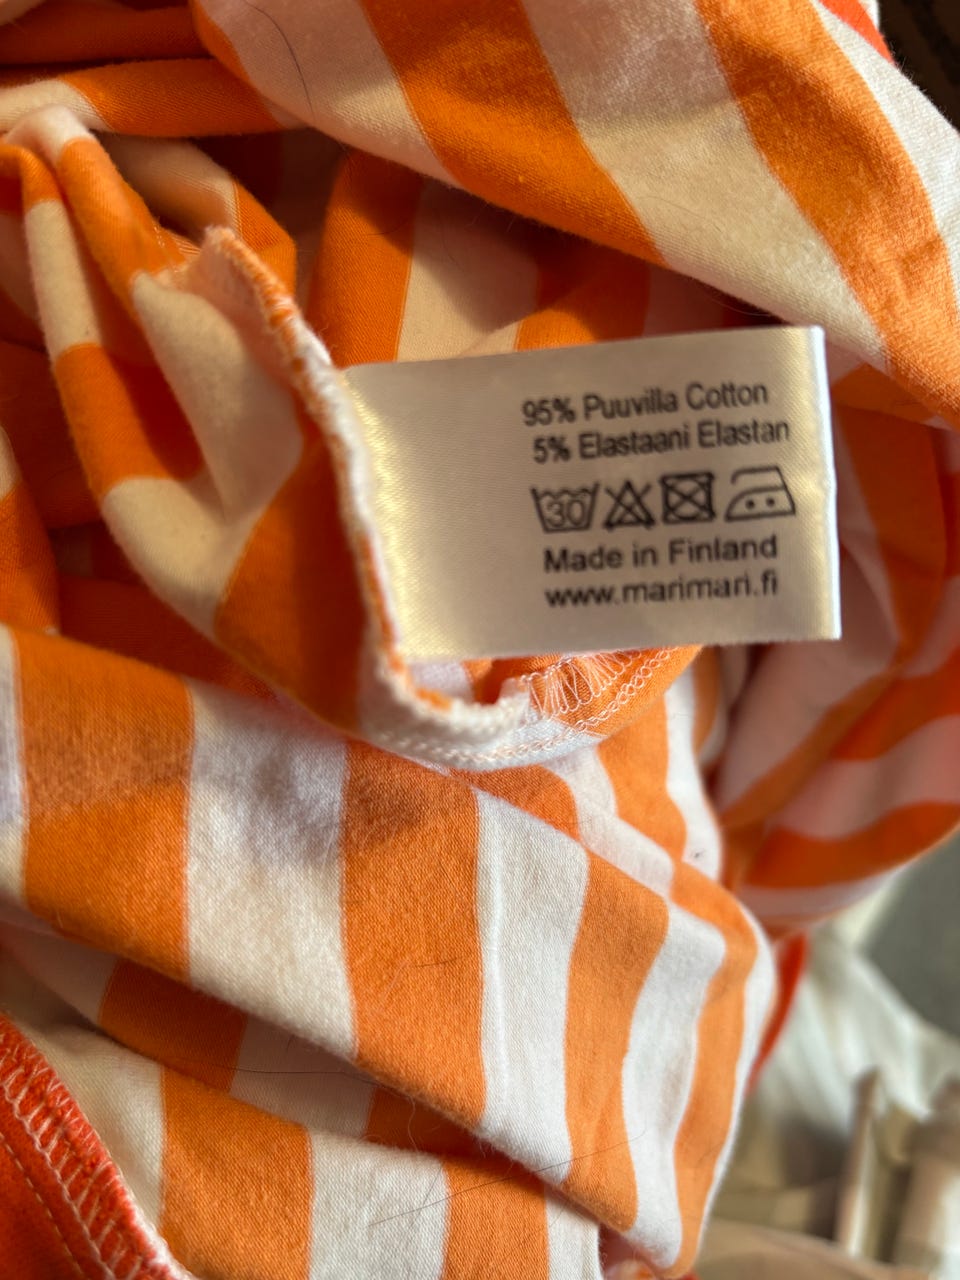 95% Puuvilla Cotton
5% Elastaani Elastan
30
Made in Finland
www.marimari.fi